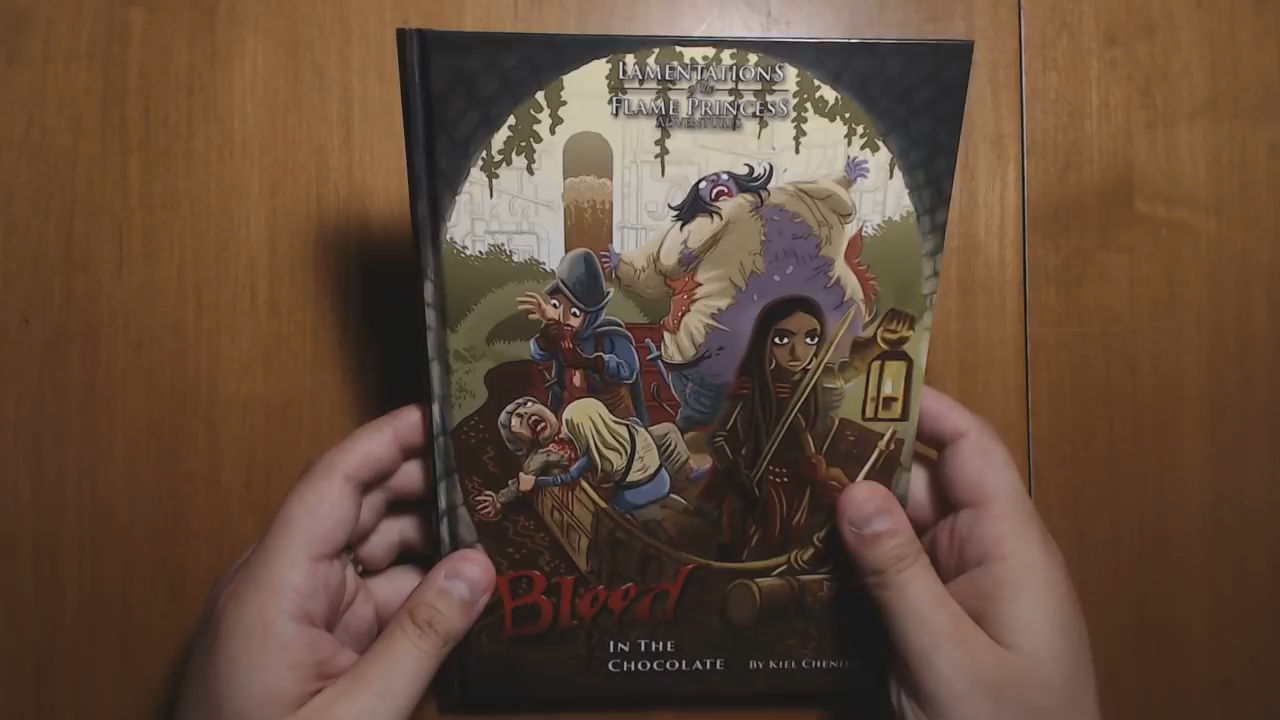 LAMENTATIONS
of the
FLAME PRINCESS
ADVENTURES
Blood
IN THE
CHOCOLATE
BY KIEL